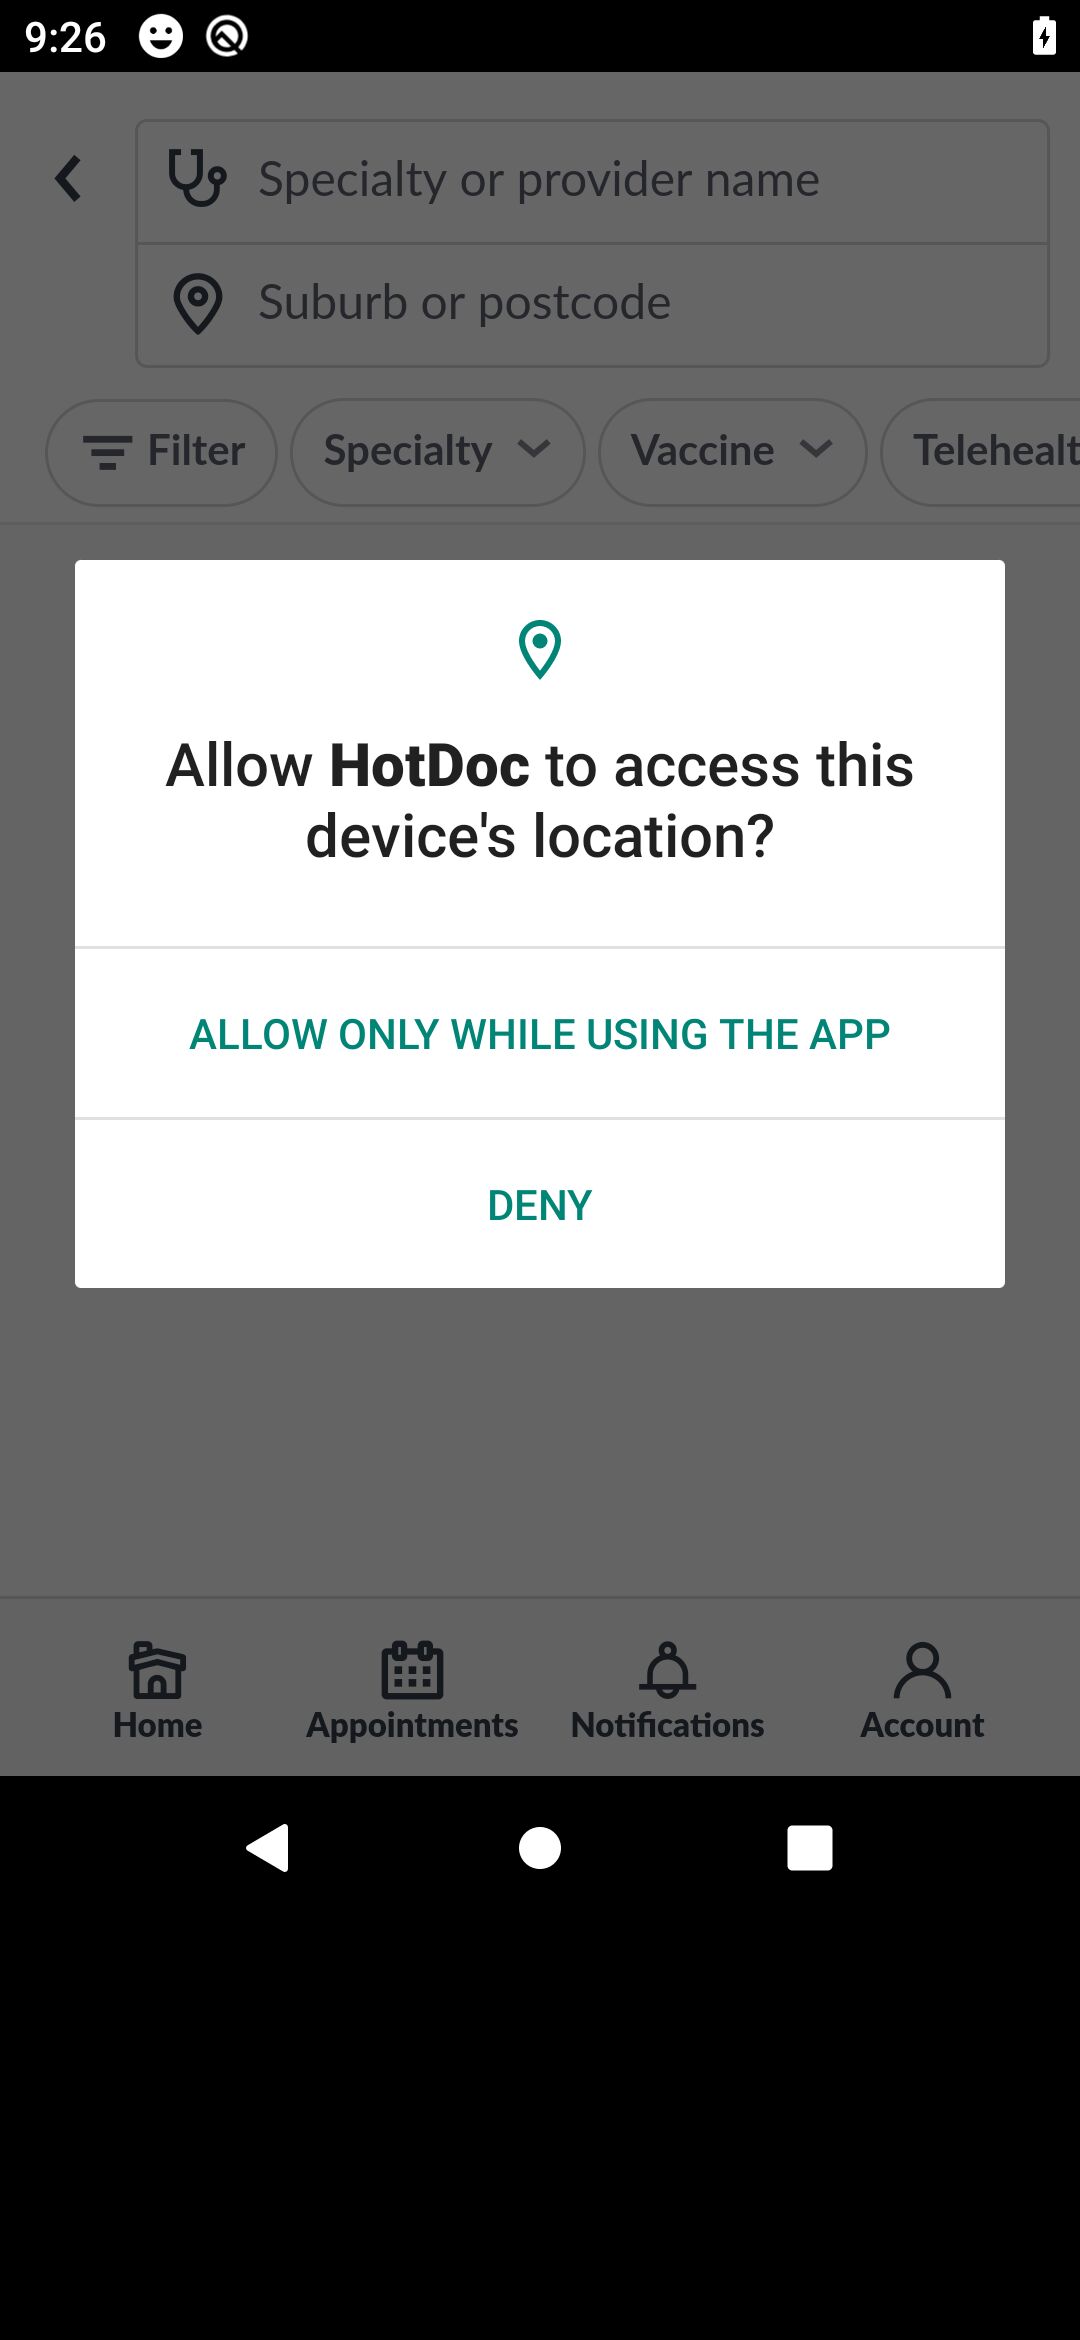 9:26
Specialty or provider name
Suburb or postcode
Filter Specialty Vaccine Telehealt
Allow HotDoc to access this
device's location?
ALLOW ONLY WHILE USING THE APP
DENY
Home Appointments Notifications Account